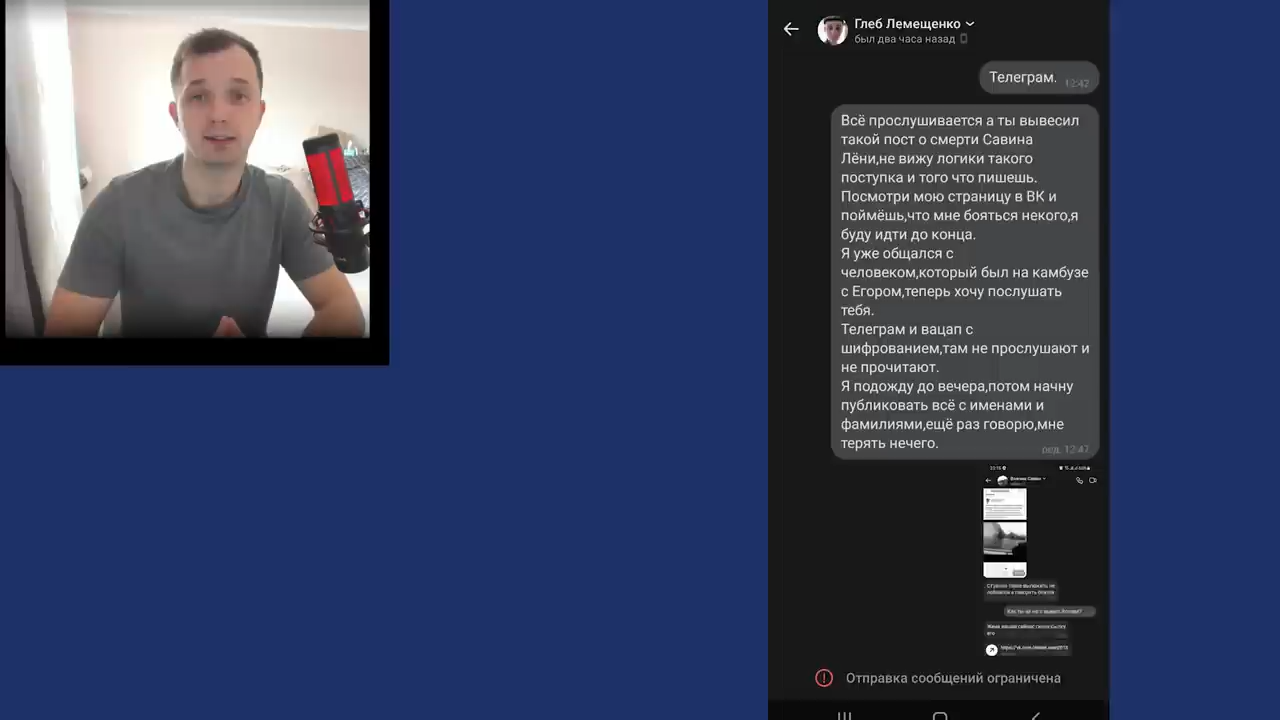 Глеб Лемещенко
был два часа назад
Телеграм.
12:47
Всё прослушивается а ты вывесил
такой пост о смерти Савина
Лёни,не вижу логики такого
поступка и того что пишешь.
Посмотри мою страницу в ВК и
поймёшь,что мне бояться некого,я
буду идти до конца.
Я уже общался с
человеком,который был на камбузе
с Егором,теперь хочу послушать
тебя.
Телеграм и вацап с
шифрованием,там не прослушают и
не прочитают.
Я подожду до вечера,потом начну
публиковать всё с именами и
фамилиями,ещё раз говорю,мне
терять нечего.
ред. 12:47
Отправка сообщений ограничена